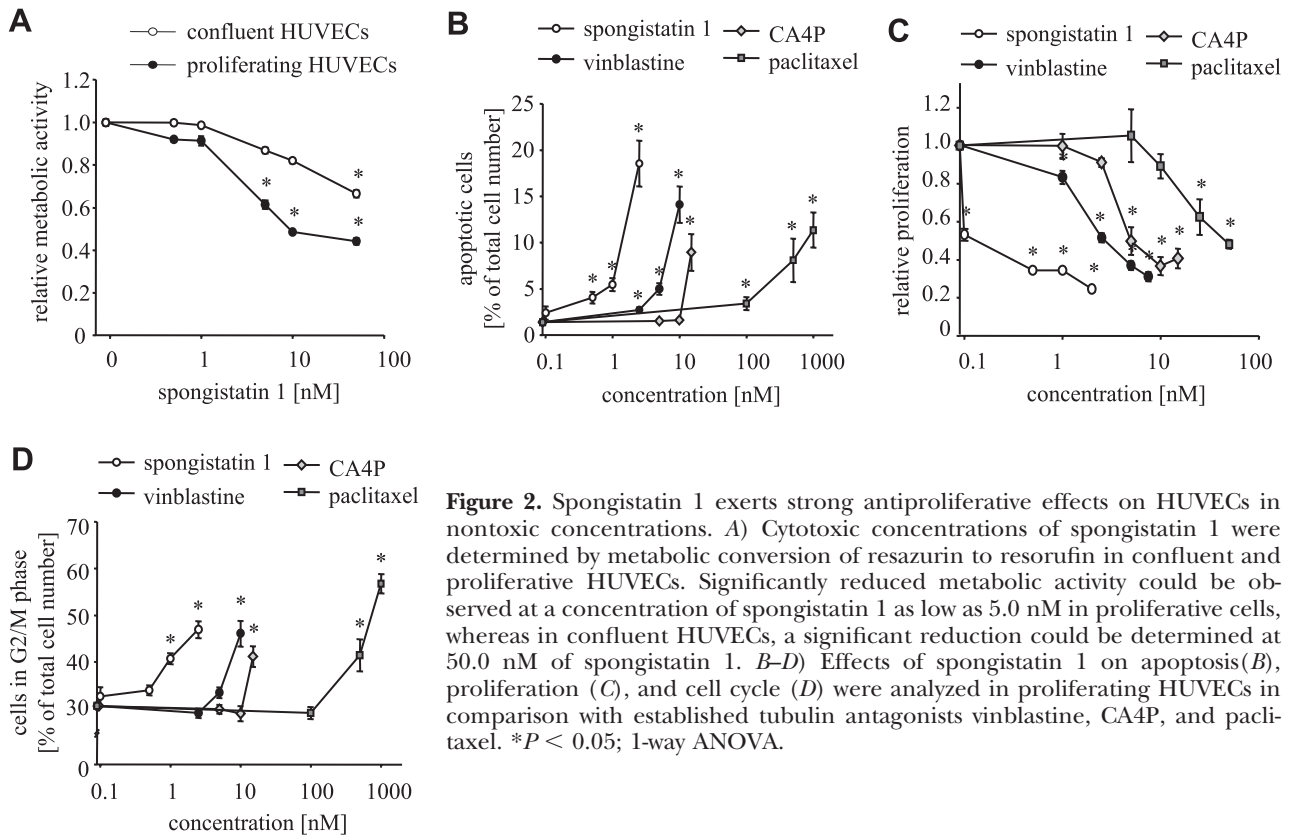 A
confluent HUVECs
proliferating HUVECs
relative metabolic activity
1.2
1.0
0.8
0.6
0.4
0.2
0
*
*
*
*
0 1 10 100
spongistatin 1 [nM]
B
spongistatin 1
CA4P
vinblastine
paclitaxel
apoptotic cells
[% of total cell number]
25
20
15
10
5
0
*
*
*
*
*
*
*
*
*
*
0.1 1 10 100 1000
concentration [nM]
C
spongistatin 1
CA4P
vinblastine
paclitaxel
relative proliferation
1.2
1.0
0.8
0.6
0.4
0.2
0
*
*
*
*
*
*
*
*
*
*
*
*
*
0.1 1 10 100
concentration [nM]
D
spongistatin 1
CA4P
vinblastine
paclitaxel
cells in G2/M phase
[% of total cell number]
70
60
50
40
30
0
*
*
*
*
*
*
0.1 1 10 100 1000
concentration [nM]
Figure 2. Spongistatin 1 exerts strong antiproliferative effects on HUVECs in
nontoxic concentrations. A) Cytotoxic concentrations of spongistatin 1 were
determined by metabolic conversion of resazurin to resorufin in confluent and
proliferative HUVECs. Significantly reduced metabolic activity could be ob-
served at a concentration of spongistatin 1 as low as 5.0 nM in proliferative cells,
whereas in confluent HUVECs, a significant reduction could be determined at
50.0 nM of spongistatin 1. B–D) Effects of spongistatin 1 on apoptosis(B),
proliferation (C), and cell cycle (D) were analyzed in proliferating HUVECs in
comparison with established tubulin antagonists vinblastine, CA4P, and pacli-
taxel. *P < 0.05; 1-way ANOVA.